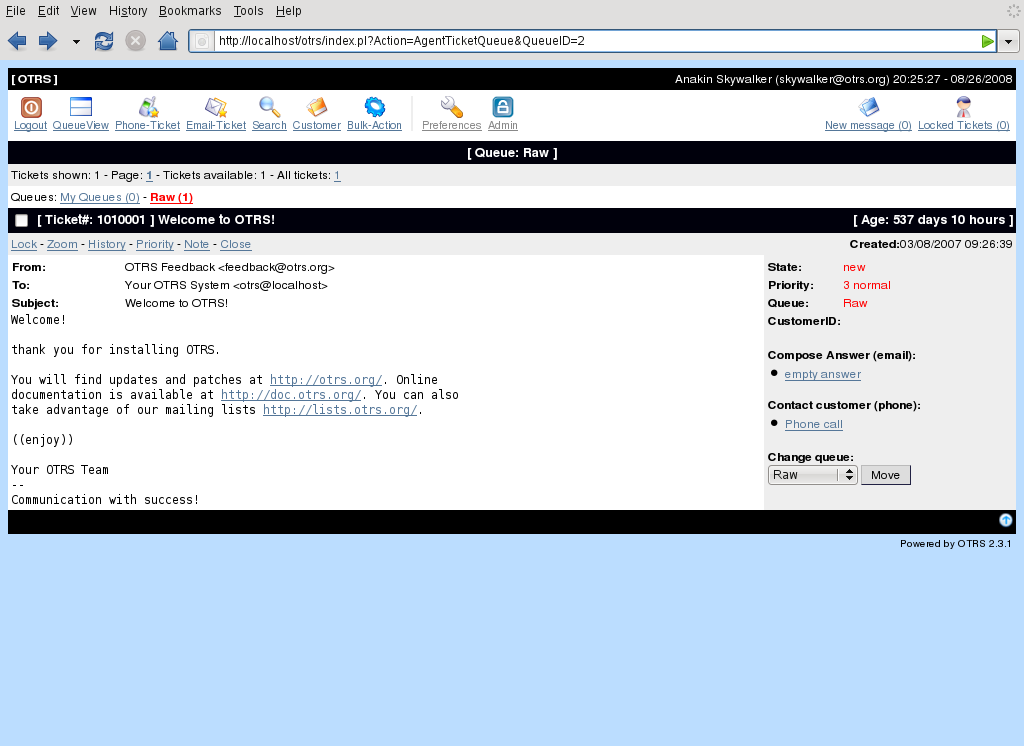 File Edit View History Bookmarks Tools Help
http://localhost/otrs/index.pl?Action=AgentTicketQueue&QueueID=2
[ OTRS ] Anakin Skywalker (skywalker@otrs.org) 20:25:27 - 08/26/2008
Logout QueueView Phone-Ticket Email-Ticket Search Customer Bulk-Action Preferences Admin New message (0) Locked Tickets (0)
[ Queue: Raw ]
Tickets shown: 1 - Page: 1 - Tickets available: 1 - All tickets: 1
Queues: My Queues (0) - Raw (1)
[ Ticket#: 1010001 ] Welcome to OTRS! [ Age: 537 days 10 hours ]
Lock - Zoom - History - Priority - Note - Close Created:03/08/2007 09:26:39
From: OTRS Feedback <feedback@otrs.org>
To: Your OTRS System <otrs@localhost>
Subject: Welcome to OTRS!
Welcome!
thank you for installing OTRS.
You will find updates and patches at http://otrs.org/. Online
documentation is available at http://doc.otrs.org/. You can also
take advantage of our mailing lists http://lists.otrs.org/.
((enjoy))
Your OTRS Team
--
Communication with success!
State: new
Priority: 3 normal
Queue: Raw
CustomerID:
Compose Answer (email):
empty answer
Contact customer (phone):
Phone call
Change queue:
Raw Move
Powered by OTRS 2.3.1